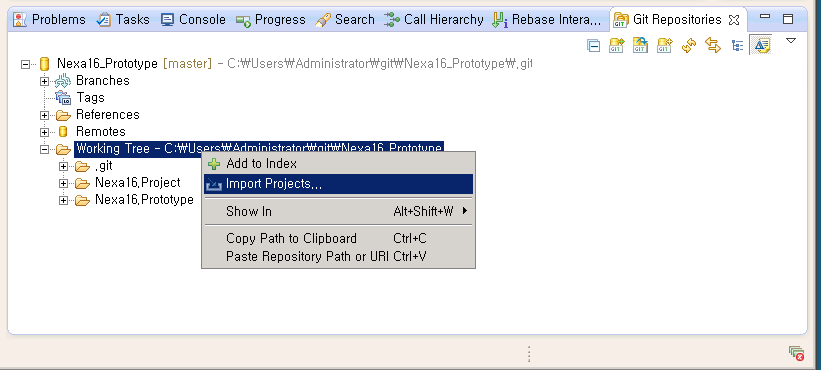 Problems Tasks Console Progress Search Call Hierarchy Rebase Intera... Git Repositories
Nexa16_Prototype [master] - C:₩Users₩Administrator₩git₩Nexa16_Prototype₩.git
Branches
Tags
References
Remotes
Working Tree - C:₩Users₩Administrator₩git₩Nexa16_Prototype
.git
Nexa16.Project
Nexa16.Prototype
Add to Index
Import Projects...
Show In Alt+Shift+W
Copy Path to Clipboard Ctrl+C
Paste Repository Path or URI Ctrl+V